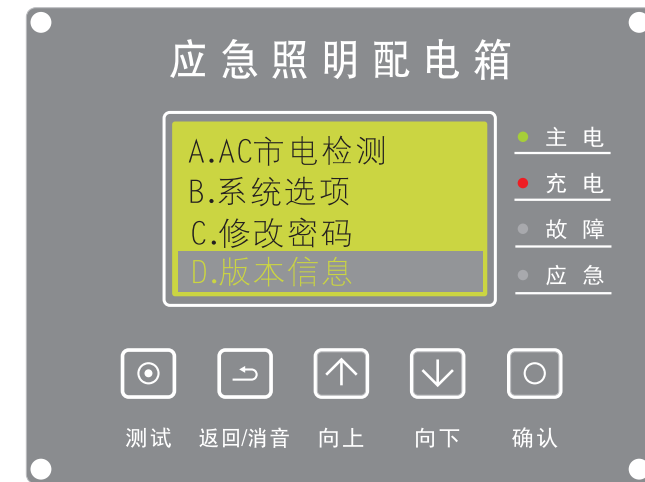 应急照明配电箱
A.AC市电检测
B.系统选项
C.修改密码
D.版本信息
主电
充电
故障
应急
测试 返回/消音 向上 向下 确认